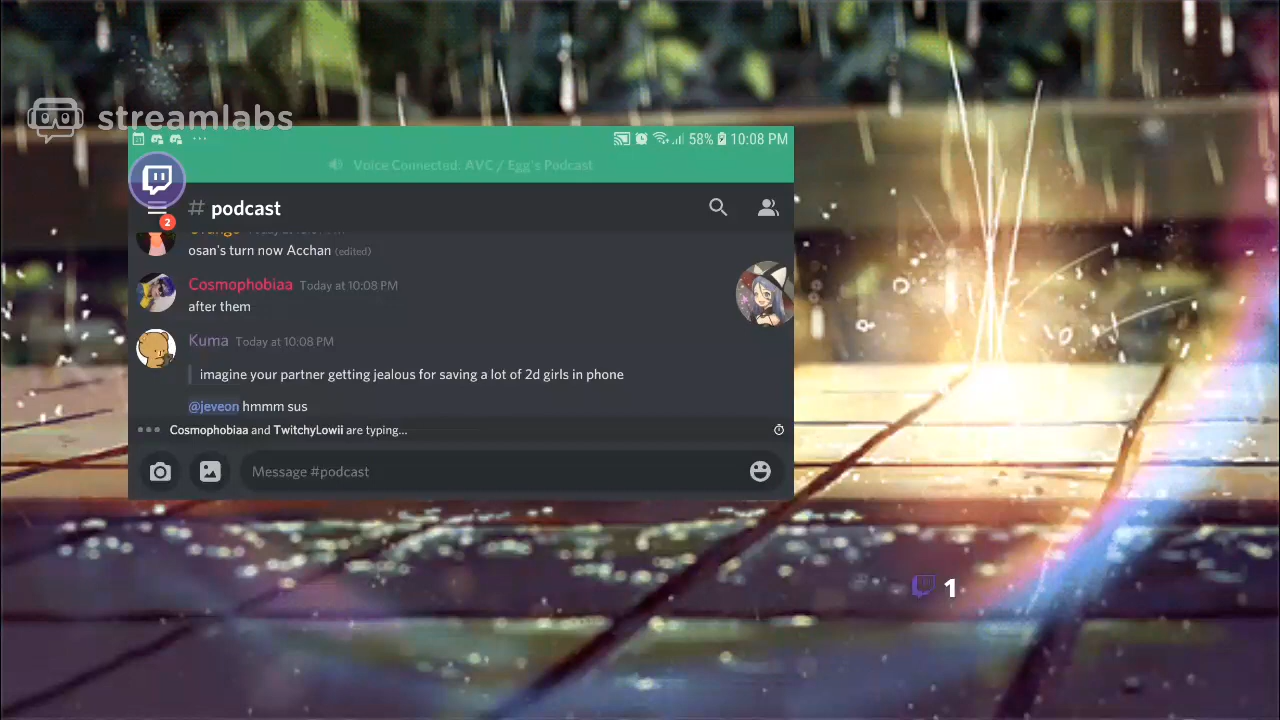 streamlabs
58% 10:08 PM
Voice Connected: AVC / Egg's Podcast
2
# podcast
osan's turn now Acchan (edited)
Cosmophobiaa Today at 10:08 PM
after them
Kuma Today at 10:08 PM
imagine your partner getting jealous for saving a lot of 2d girls in phone
@jeveon hmmm sus
Cosmophobiaa and TwitchyLowii are typing...
Message #podcast
1